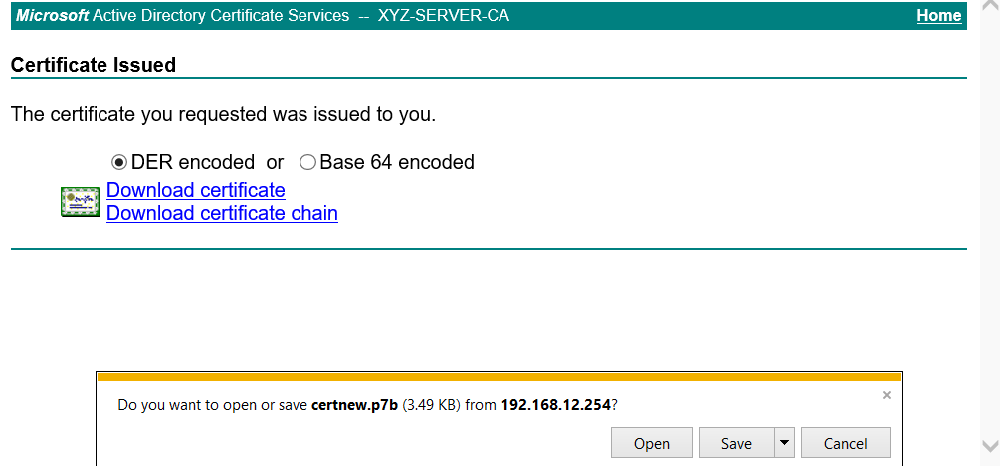 Microsoft Active Directory Certificate Services -- XYZ-SERVER-CA Home
Certificate Issued
The certificate you requested was issued to you.
DER encoded or Base 64 encoded
Download certificate
Download certificate chain
Do you want to open or save certnew.p7b (3.49 KB) from 192.168.12.254?
Open Save Cancel